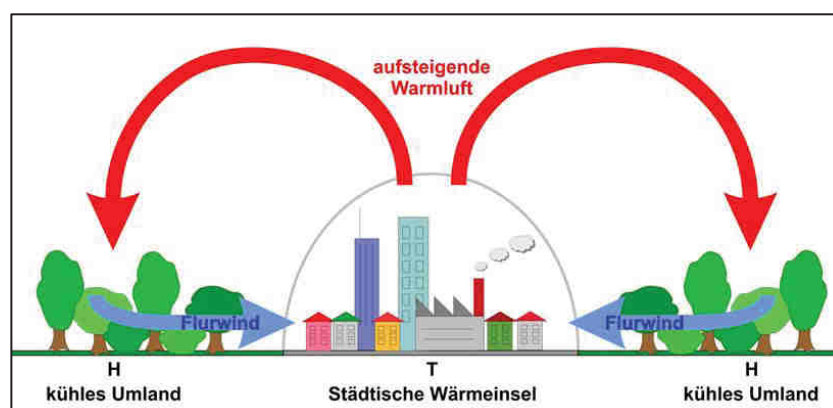 aufsteigende
Warmluft
Flurwind
Flurwind
H
T
H
kühles Umland
Städtische Wärmeinsel
kühles Umland